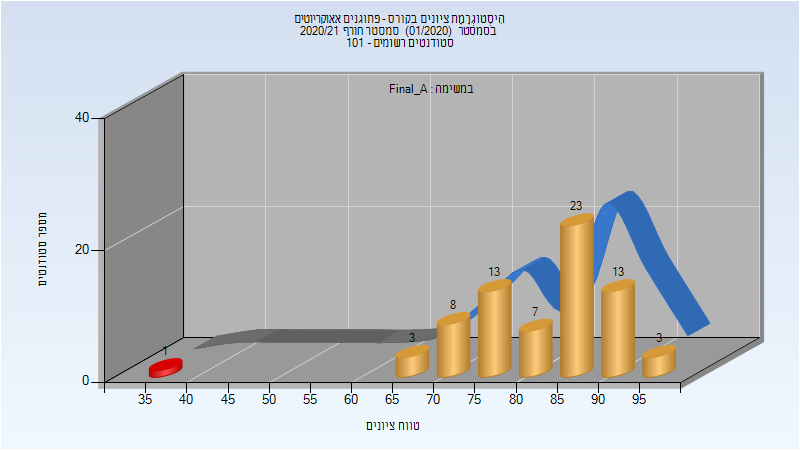 היסטוגרמת ציונים בקורס - פתוגנים אאוקריוטים
בסמסטר (01/2020) סמסטר חורף 2020/21
סטודנטים רשומים - 101
במשימה : Final_A
מספר סטודנטים
40
20
0
1
3
8
13
7
23
13
3
35 40 45 50 55 60 65 70 75 80 85 90 95
טווח ציונים